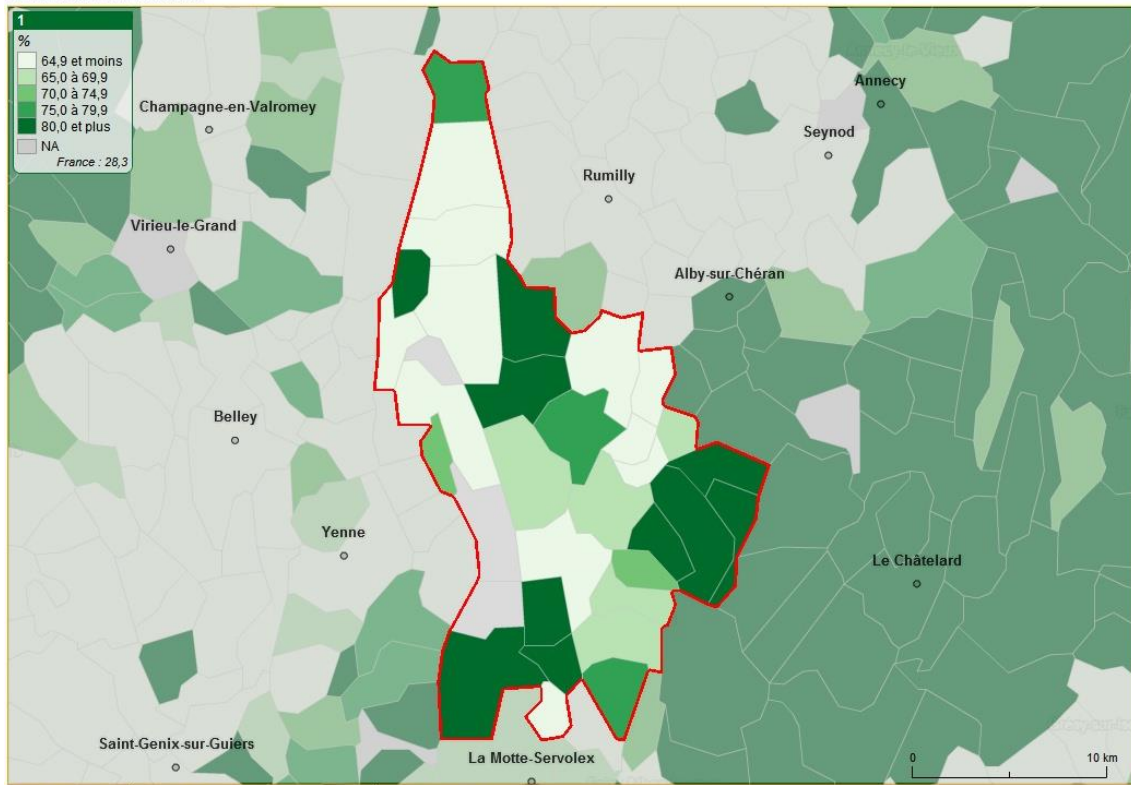 1
%
64,9 et moins
65,0 à 69,9
70,0 à 74,9
75,0 à 79,9
80,0 et plus
NA
France : 28,3
Champagne-en-Valromey
Annecy
Seynod
Rumilly
Virieu-le-Grand
Alby-sur-Chéran
Belley
Yenne
Le Châtelard
Saint-Genix-sur-Guiers
La Motte-Servolex
0 10 km